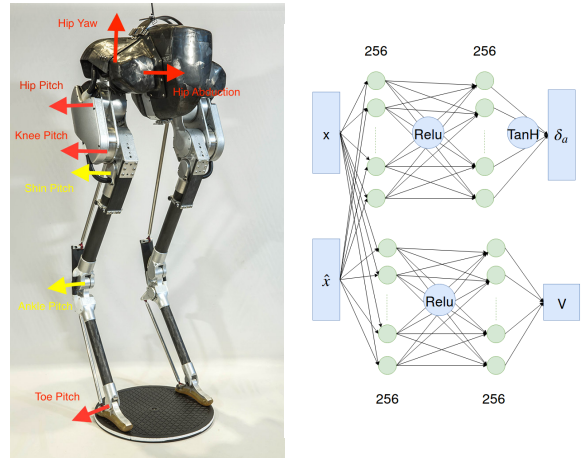 Hip Yaw
Hip Pitch
Hip Abduction
Knee Pitch
Shin Pitch
Ankle Pitch
Toe Pitch
256
256
x
Relu
TanH
δₐ
x̂
Relu
V
256
256